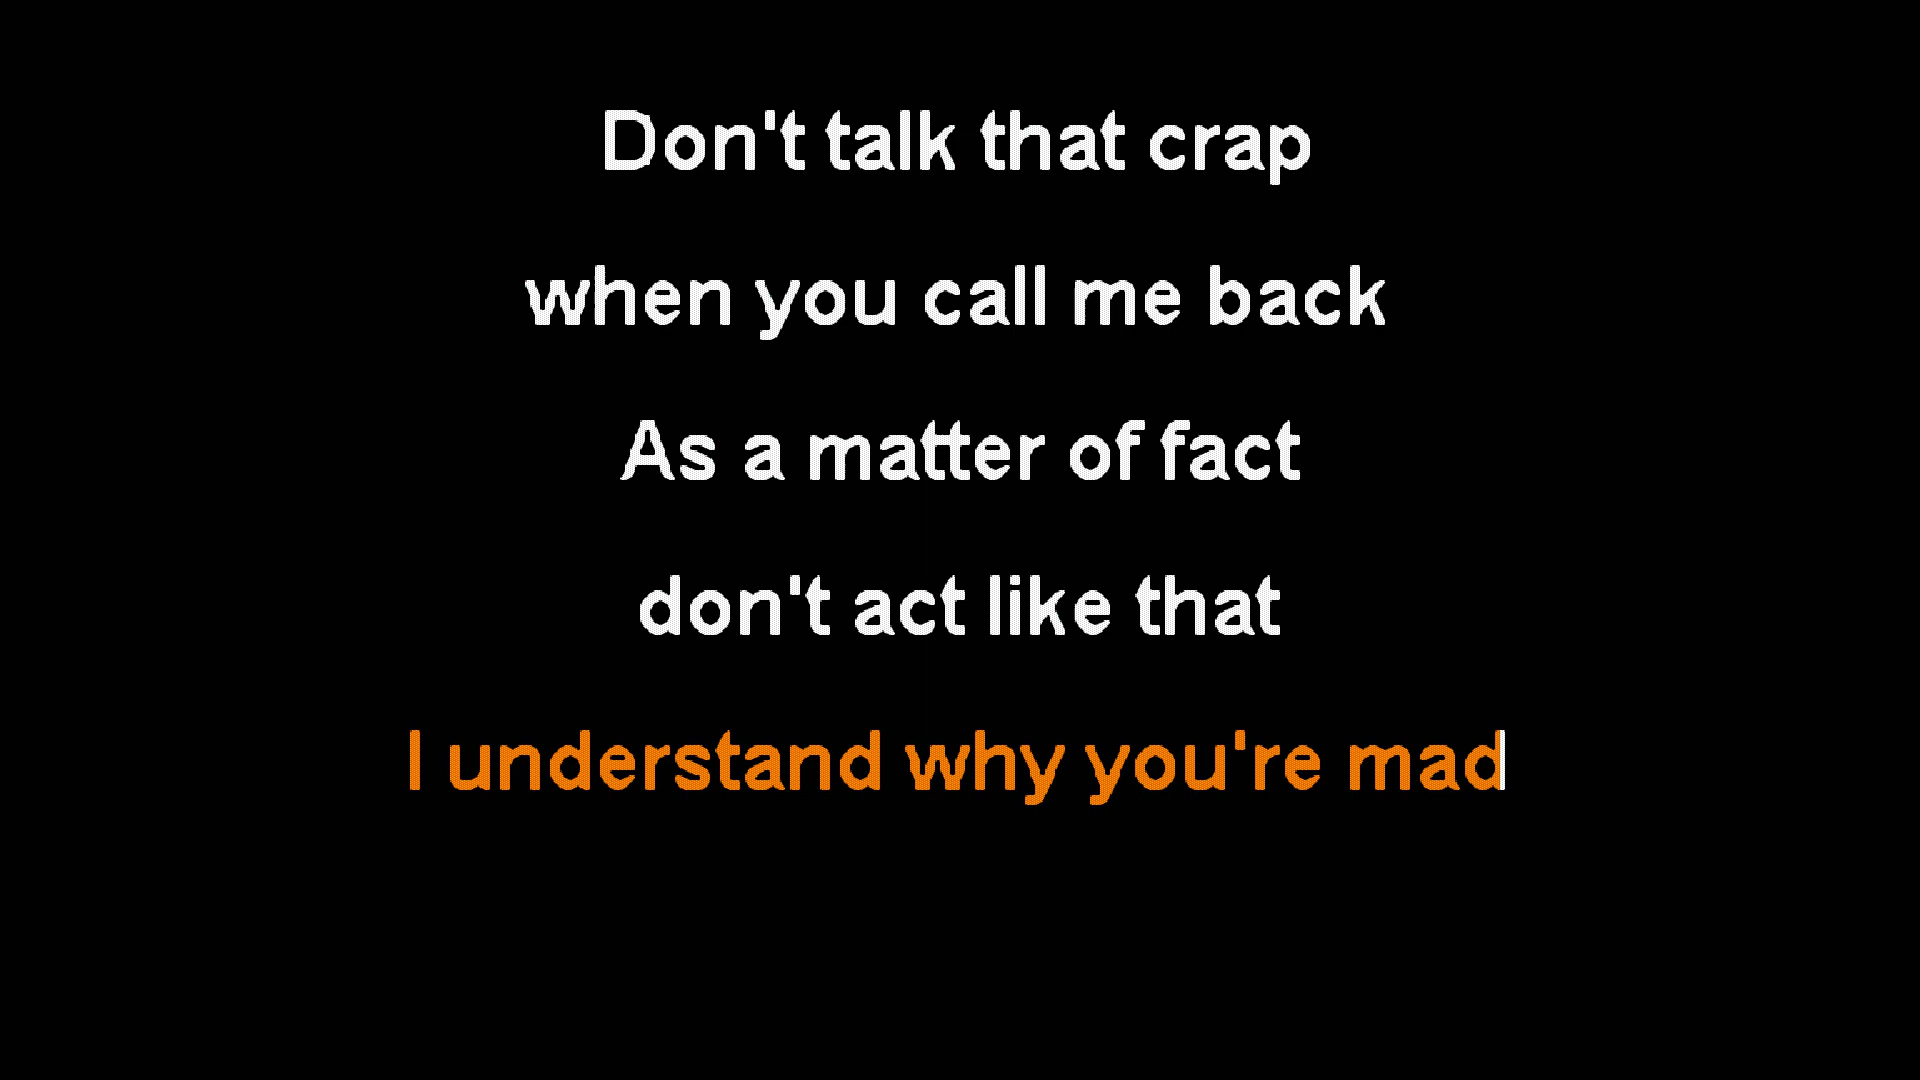 Don't talk that crap
when you call me back
As a matter of fact
don't act like that
I understand why you're mad